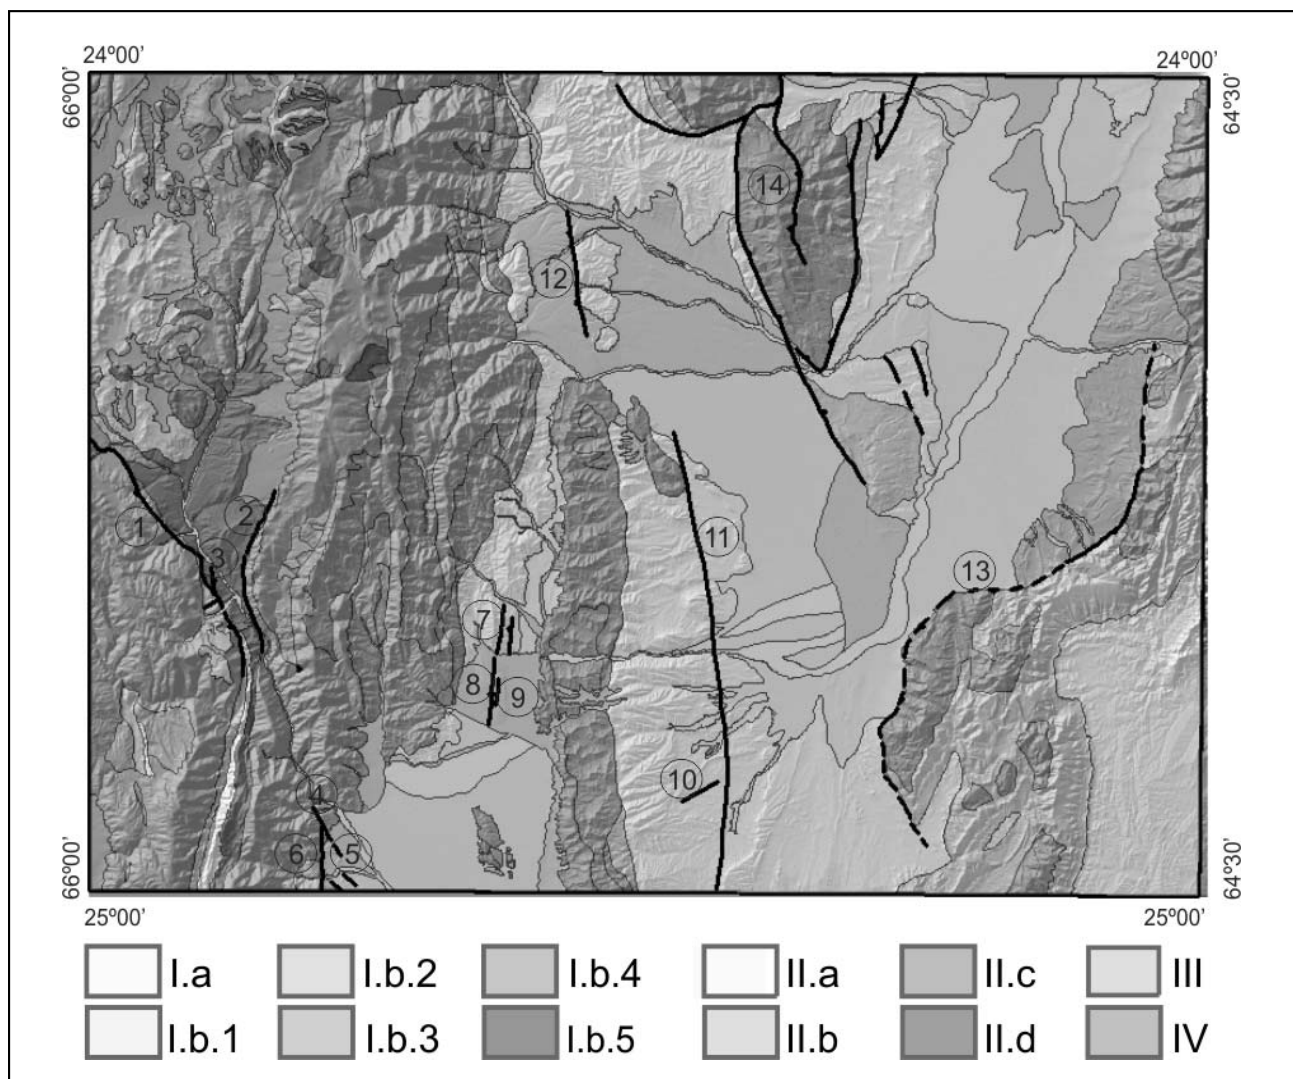 24º00’ 24º00’
66º00’ 64º30’
14
12
1 2 11
3 13
7
8 9
10
4
6 5
66º00’ 64º30’
25º00’ 25º00’
I.a I.b.2 I.b.4 II.a II.c III
I.b.1 I.b.3 I.b.5 II.b II.d IV